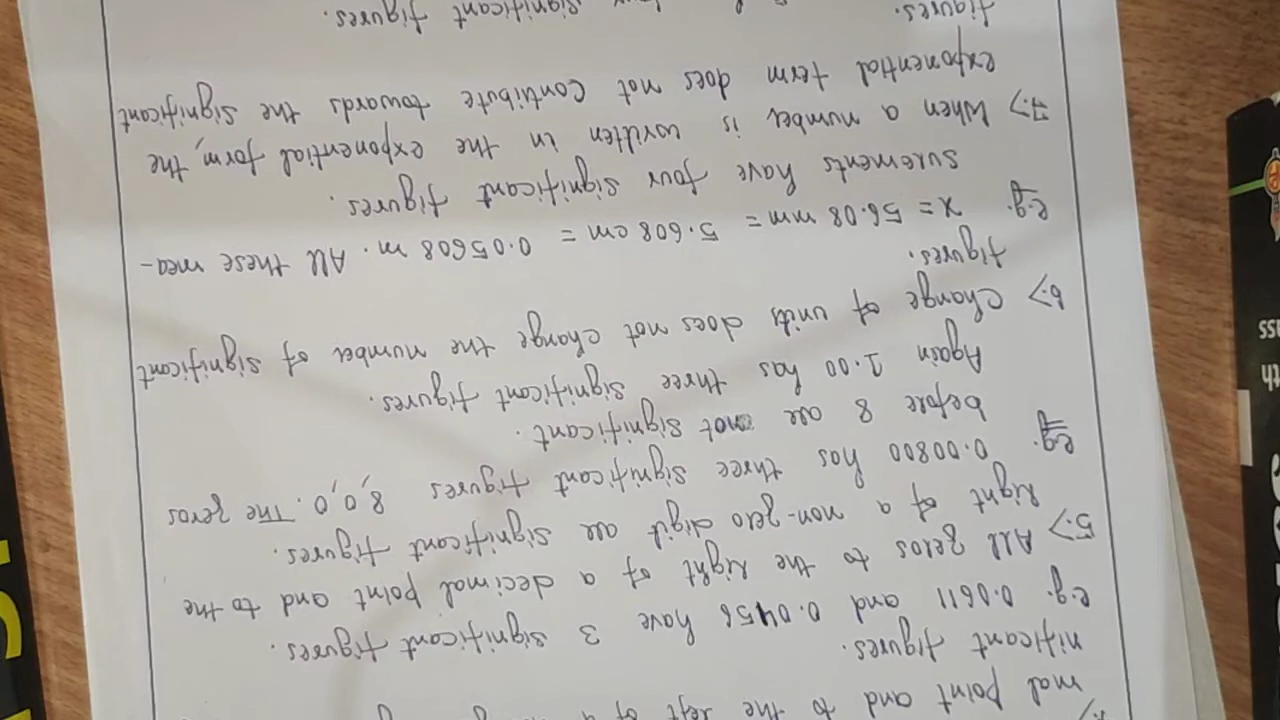 mal point and to the left of a
nificant figures.
e.g. 0.0611 and 0.0456 have 3 significant figures.
5.> All zeros to the right of a decimal point and to the
right of a non-zero digit are significant figures.
e.g. 0.00800 has three significant figures 8,0,0. The zeros
before 8 are not significant.
Again 1.00 has three significant figures.
6.> Change of units does not change the number of significant
figures.
e.g. x = 56.08 mm = 5.608 cm = 0.05608 m. All these mea-
surements have four significant figures.
7.> When a number is written in the exponential form, the
exponential term does not contribute towards the significant
figures.
significant figures.
ss
th